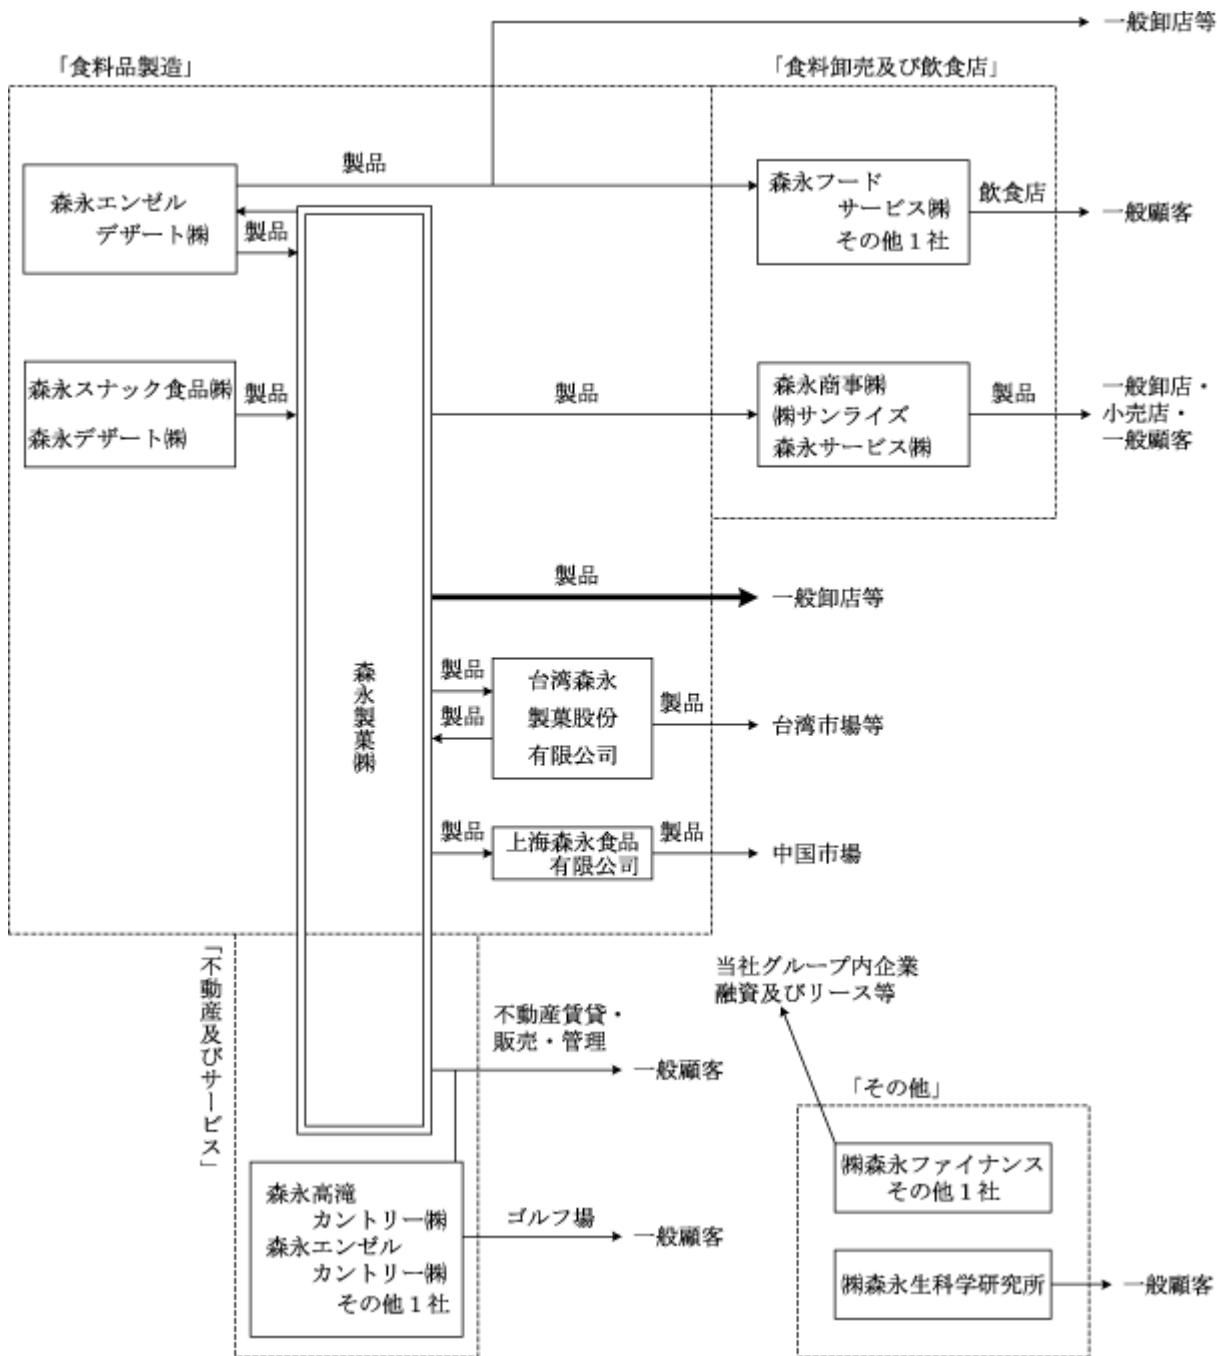 一般卸店等
「食料品製造」
「食料卸売及び飲食店」
製品
森永エンゼル
デザート㈱
製品
森永フード
サービス㈱
その他１社
飲食店
一般顧客
森永スナック食品㈱
森永デザート㈱
製品
製品
森永商事㈱
㈱サンライズ
森永サービス㈱
製品
一般卸店・
小売店・
一般顧客
製品
一般卸店等
森永製菓㈱
製品
製品
台湾森永
製菓股份
有限公司
製品
台湾市場等
製品
上海森永食品
有限公司
製品
中国市場
「不動産及びサービス」
不動産賃貸・
販売・管理
一般顧客
当社グループ内企業
融資及びリース等
「その他」
㈱森永ファイナンス
その他１社
森永高滝
カントリー㈱
森永エンゼル
カントリー㈱
その他１社
ゴルフ場
一般顧客
㈱森永生科学研究所
一般顧客